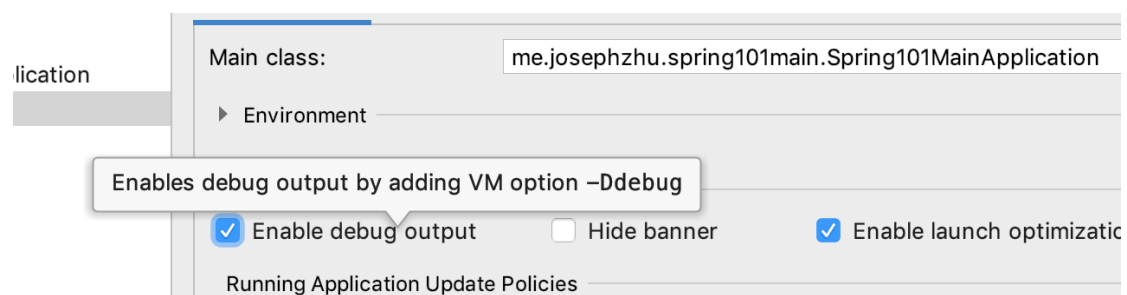 Main class: me.josephzhu.spring101main.Spring101MainApplication
lication
Environment
Enables debug output by adding VM option –Ddebug
Enable debug output Hide banner Enable launch optimizatio
Running Application Update Policies